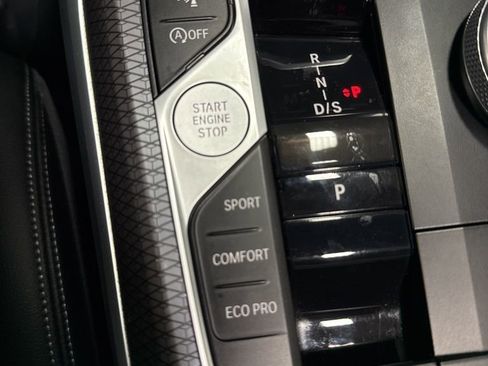 (A)OFF
START
ENGINE
STOP
R
N
D/S
P
P
SPORT
COMFORT
ECO PRO